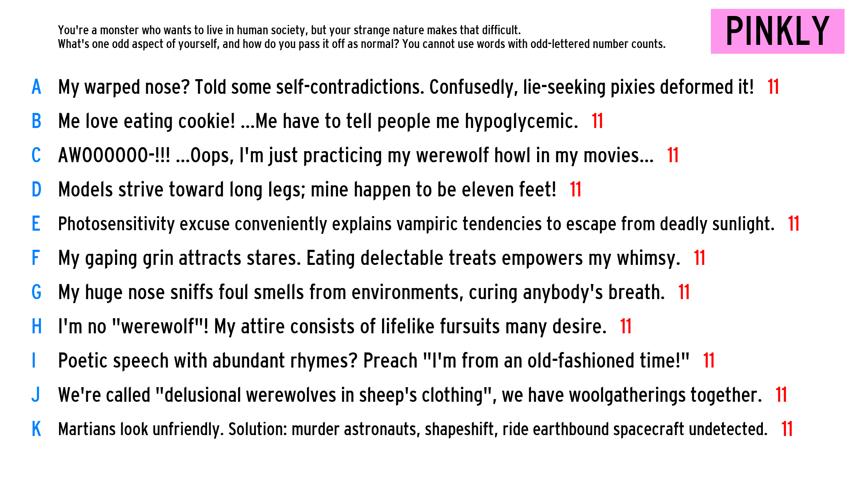 You're a monster who wants to live in human society, but your strange nature makes that difficult.
What's one odd aspect of yourself, and how do you pass it off as normal? You cannot use words with odd-lettered number counts.
PINKLY
A My warped nose? Told some self-contradictions. Confusedly, lie-seeking pixies deformed it! 11
B Me love eating cookie! ...Me have to tell people me hypoglycemic. 11
C AWOOOOOO-!!! ...Oops, I'm just practicing my werewolf howl in my movies... 11
D Models strive toward long legs; mine happen to be eleven feet! 11
E Photosensitivity excuse conveniently explains vampiric tendencies to escape from deadly sunlight. 11
F My gaping grin attracts stares. Eating delectable treats empowers my whimsy. 11
G My huge nose sniffs foul smells from environments, curing anybody's breath. 11
H I'm no "werewolf"! My attire consists of lifelike fursuits many desire. 11
I Poetic speech with abundant rhymes? Preach "I'm from an old-fashioned time!" 11
J We're called "delusional werewolves in sheep's clothing", we have woolgatherings together. 11
K Martians look unfriendly. Solution: murder astronauts, shapeshift, ride earthbound spacecraft undetected. 11